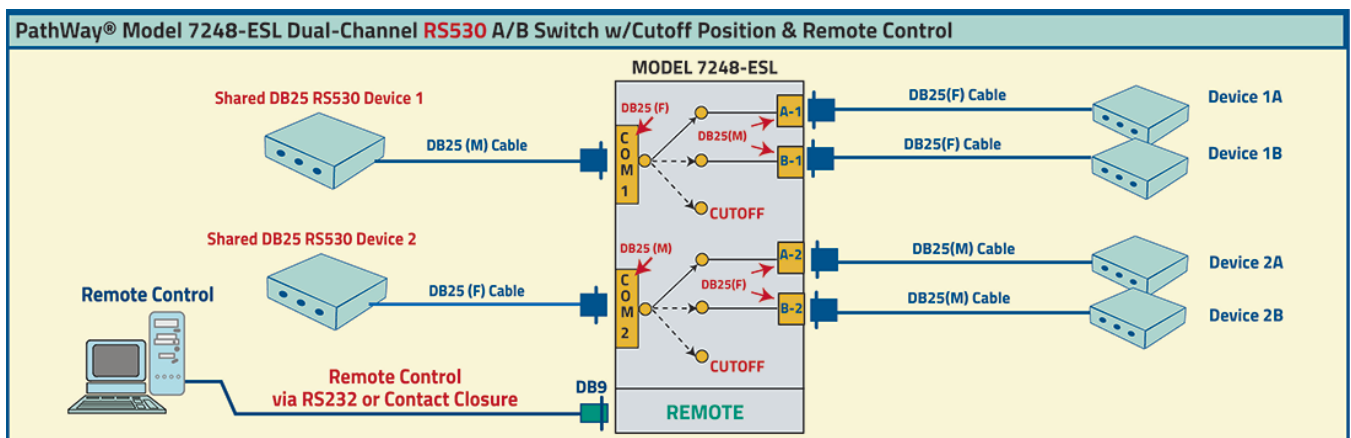 PathWay® Model 7248-ESL Dual-Channel RS530 A/B Switch w/Cutoff Position & Remote Control
MODEL 7248-ESL
Shared DB25 RS530 Device 1
DB25 (M) Cable
DB25 (F)
COM 1
DB25(M)
A-1
B-1
CUTOFF
DB25(F) Cable
Device 1A
DB25(F) Cable
Device 1B
Shared DB25 RS530 Device 2
DB25 (F) Cable
DB25 (M)
COM 2
DB25(F)
A-2
B-2
CUTOFF
DB25(M) Cable
Device 2A
DB25(M) Cable
Device 2B
Remote Control
Remote Control
via RS232 or Contact Closure
DB9
REMOTE